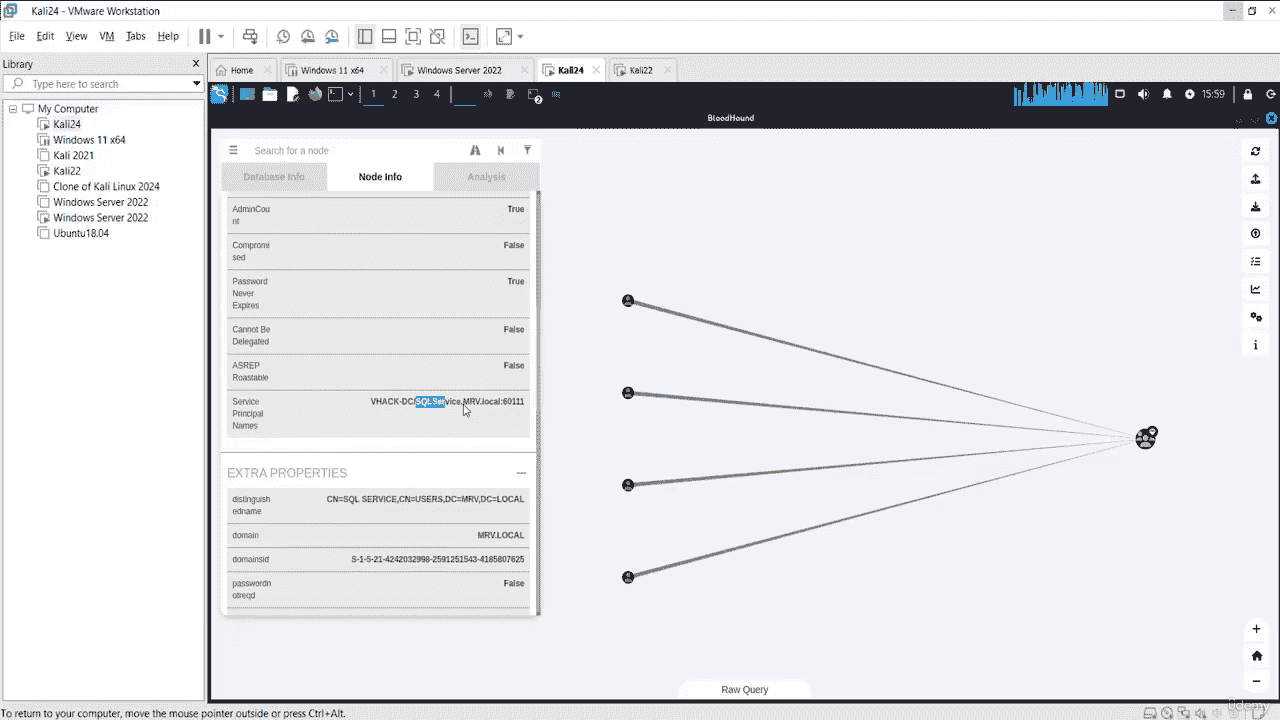 Kali24 - VMware Workstation
File Edit View VM Tabs Help
Library
Type here to search
My Computer
Kali24
Windows 11 x64
Kali 2021
Kali22
Clone of Kali Linux 2024
Windows Server 2022
Windows Server 2022
Ubuntu18.04
Home Windows 11 x64 Windows Server 2022 Kali24 Kali22
1 2 3 4 2 15:59
BloodHound
Search for a node
Database Info Node Info Analysis
AdminCou True
nt
Compromi False
sed
Password True
Never
Expires
Cannot Be False
Delegated
ASREP False
Roastable
Service VHACK-DC/SQLService.MRV.local:60111
Principal
Names
EXTRA PROPERTIES
distinguish CN=SQL SERVICE,CN=USERS,DC=MRV,DC=LOCAL
edname
domain MRV.LOCAL
domainsid S-1-5-21-4242032998-2591251543-4185807625
passwordn False
otreqd
Raw Query
To return to your computer, move the mouse pointer outside or press Ctrl+Alt.
Udemy